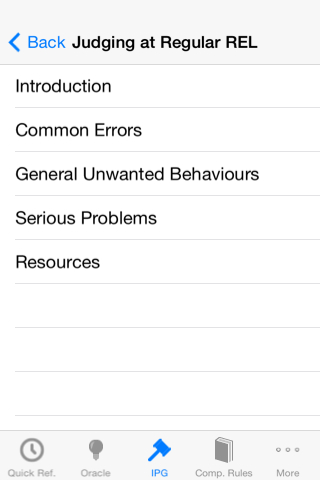 Back Judging at Regular REL
Introduction
Common Errors
General Unwanted Behaviours
Serious Problems
Resources
Quick Ref. Oracle IPG Comp. Rules More